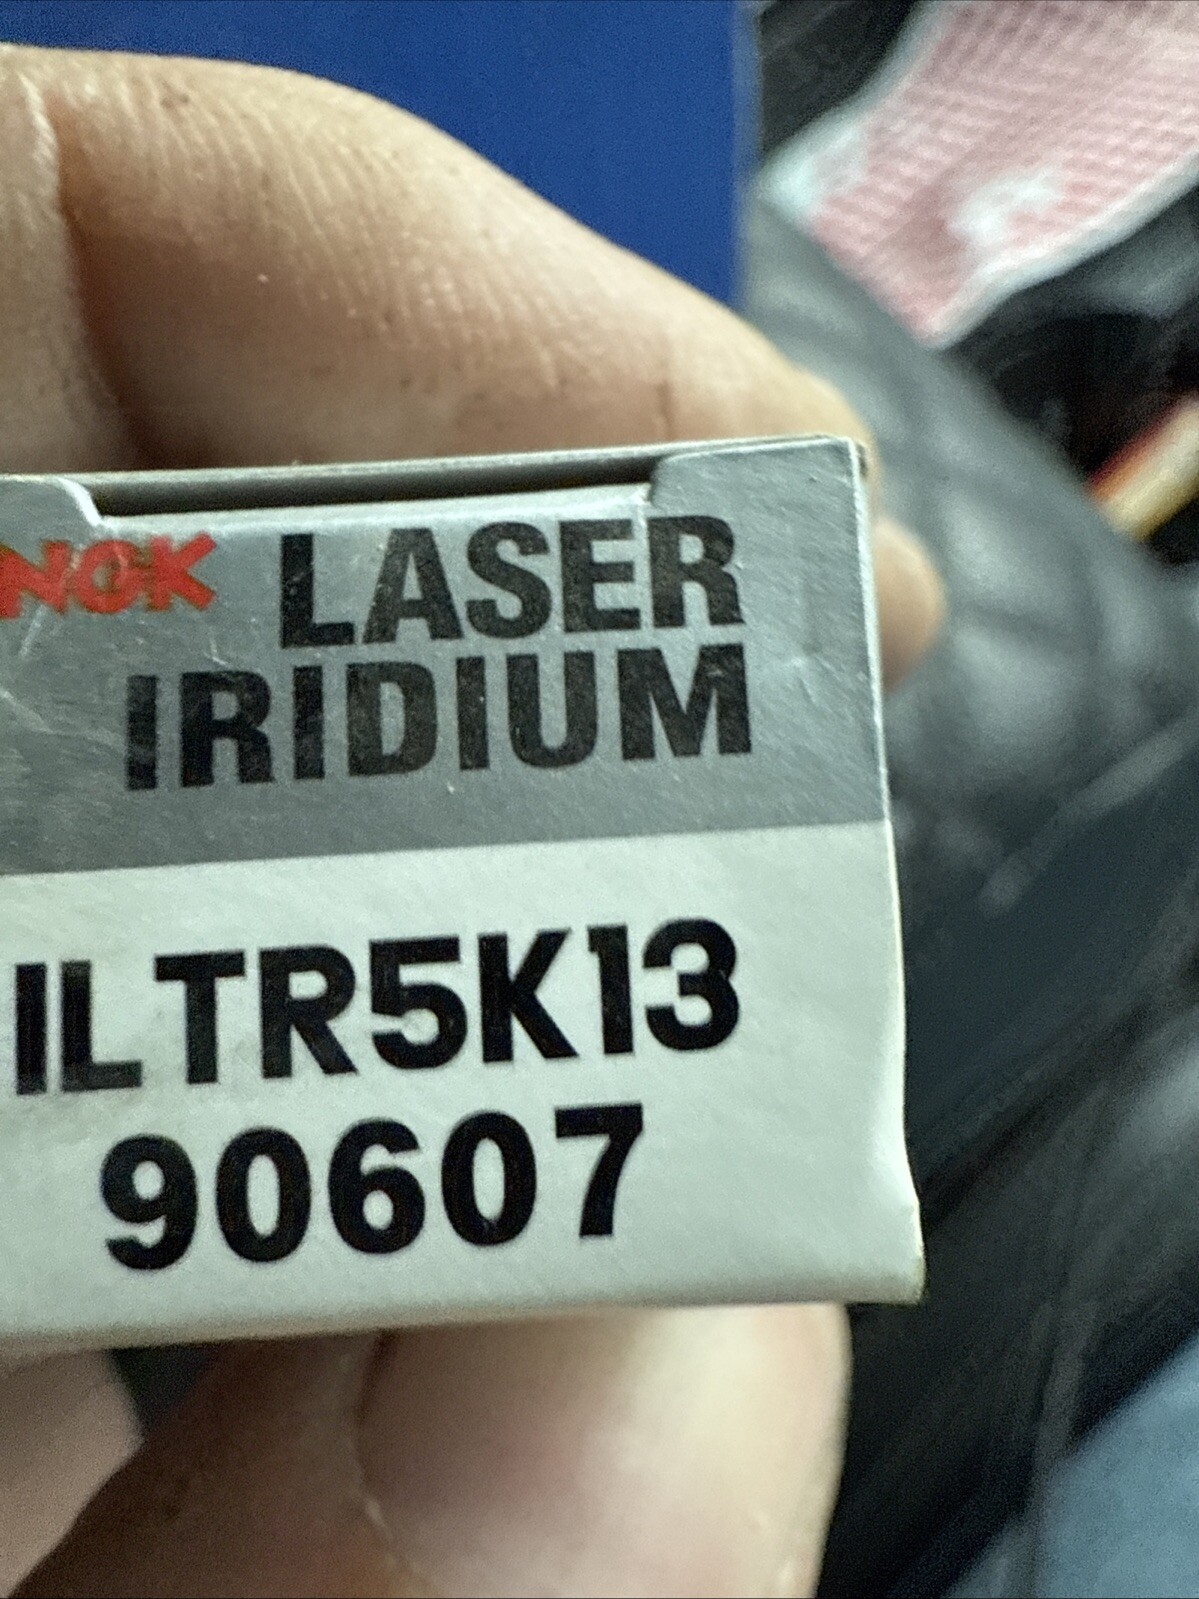 NGK LASER
IRIDIUM
ILTR5K13
90607